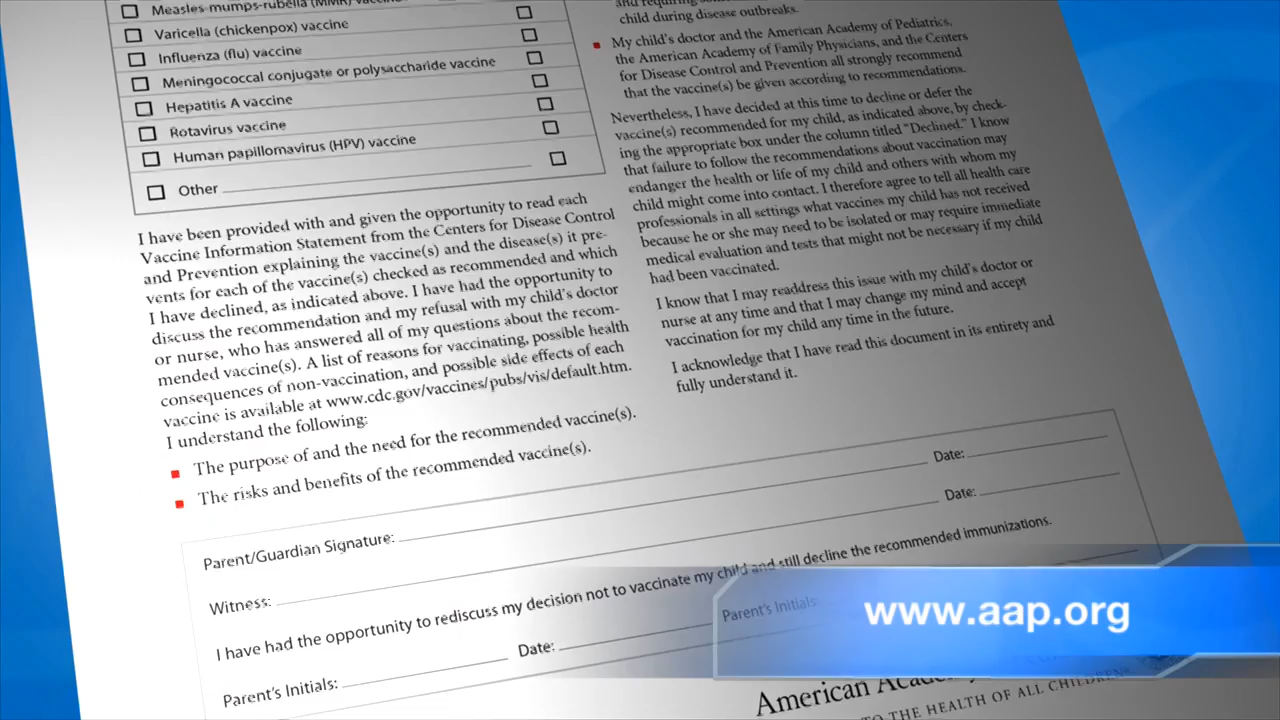 Measles-mumps-rubella (MMR) vaccine
Varicella (chickenpox) vaccine
Influenza (flu) vaccine
Meningococcal conjugate or polysaccharide vaccine
Hepatitis A vaccine
Rotavirus vaccine
Human papillomavirus (HPV) vaccine
Other
I have been provided with and given the opportunity to read each
Vaccine Information Statement from the Centers for Disease Control
and Prevention explaining the vaccine(s) and the disease(s) it pre-
vents for each of the vaccine(s) checked as recommended and which
I have declined, as indicated above. I have had the opportunity to
discuss the recommendation and my refusal with my child's doctor
or nurse, who has answered all of my questions about the recom-
mended vaccine(s). A list of reasons for vaccinating, possible health
consequences of non-vaccination, and possible side effects of each
vaccine is available at www.cdc.gov/vaccines/pubs/vis/default.htm.
I understand the following:
The purpose of and the need for the recommended vaccine(s).
The risks and benefits of the recommended vaccine(s).
and requiring
child during disease outbreaks.
My child's doctor and the American Academy of Pediatrics,
the American Academy of Family Physicians, and the Centers
for Disease Control and Prevention all strongly recommend
that the vaccine(s) be given according to recommendations.
Nevertheless, I have decided at this time to decline or defer the
vaccine(s) recommended for my child, as indicated above, by check-
ing the appropriate box under the column titled "Declined." I know
that failure to follow the recommendations about vaccination may
endanger the health or life of my child and others with whom my
child might come into contact. I therefore agree to tell all health care
professionals in all settings what vaccines my child has not received
because he or she may need to be isolated or may require immediate
medical evaluation and tests that might not be necessary if my child
had been vaccinated.
I know that I may readdress this issue with my child's doctor or
nurse at any time and that I may change my mind and accept
vaccination for my child any time in the future.
I acknowledge that I have read this document in its entirety and
fully understand it.
Parent/Guardian Signature: Date:
Witness: Date:
I have had the opportunity to rediscuss my decision not to vaccinate my child and still decline the recommended immunizations.
Parent's Initials: Date: Parent's Initials:
www.aap.org
American Academy
TO THE HEALTH OF ALL CHILDREN